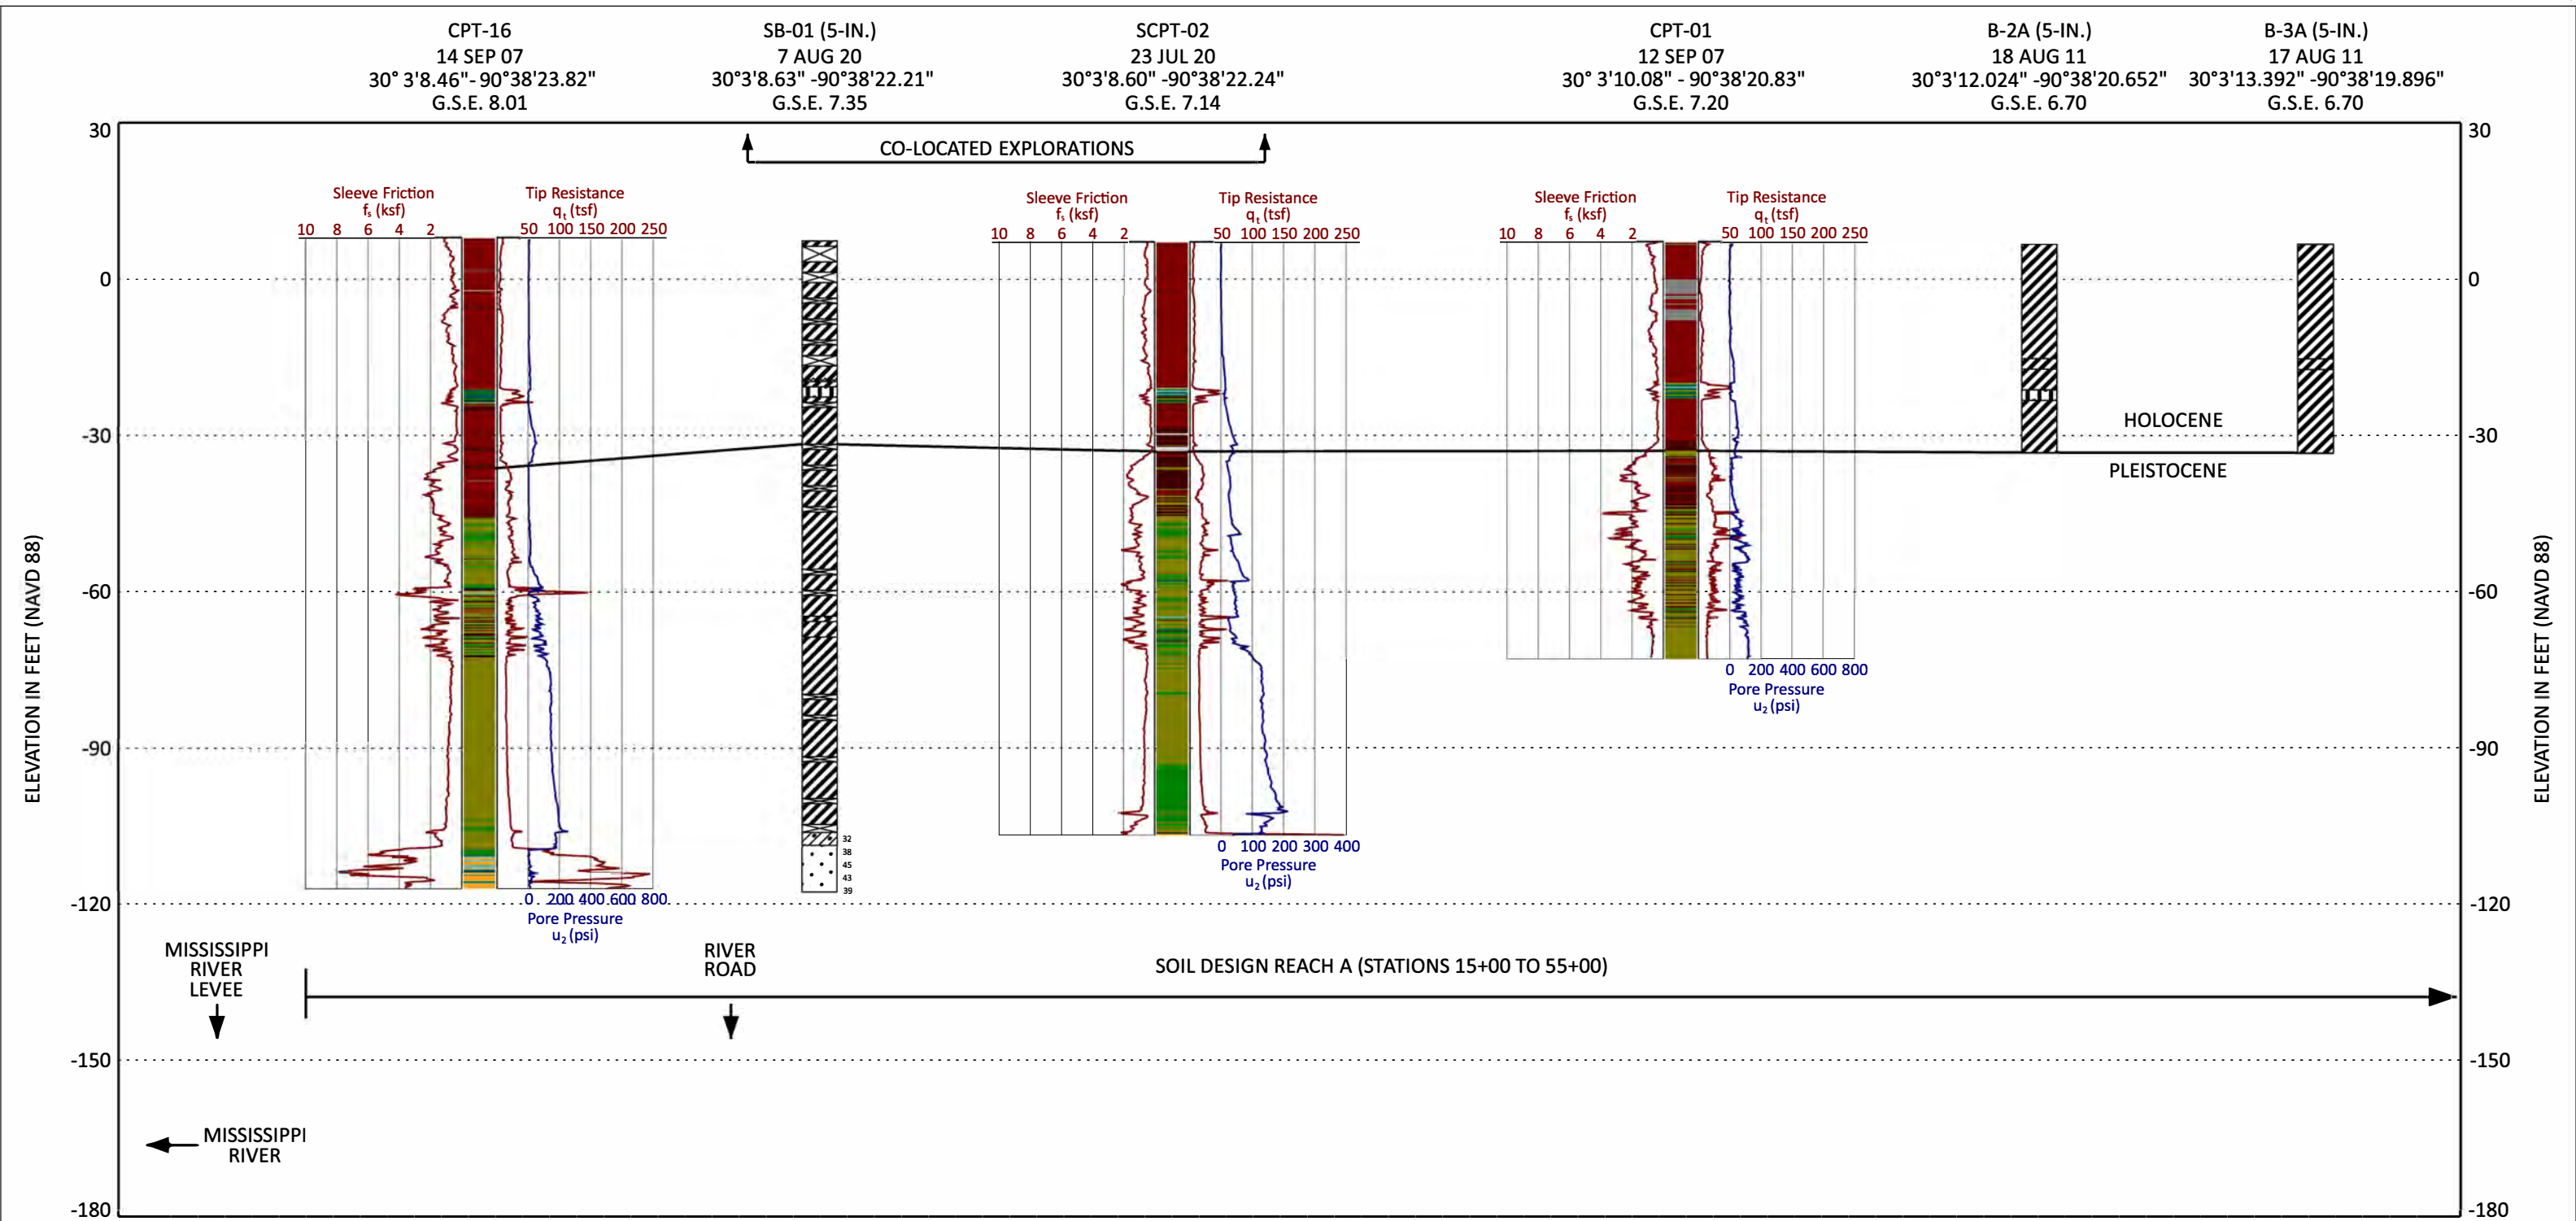 CPT-16
14 SEP 07
30° 3'8.46"- 90°38'23.82"
G.S.E. 8.01
SB-01 (5-IN.)
7 AUG 20
30°3'8.63" -90°38'22.21"
G.S.E. 7.35
SCPT-02
23 JUL 20
30°3'8.60" -90°38'22.24"
G.S.E. 7.14
CPT-01
12 SEP 07
30° 3'10.08" - 90°38'20.83"
G.S.E. 7.20
B-2A (5-IN.)
18 AUG 11
30°3'12.024" -90°38'20.652"
G.S.E. 6.70
B-3A (5-IN.)
17 AUG 11
30°3'13.392" -90°38'19.896"
G.S.E. 6.70
CO-LOCATED EXPLORATIONS
ELEVATION IN FEET (NAVD 88)
30
0
-30
-60
-90
-120
-150
-180
Sleeve Friction
fs (ksf)
10 8 6 4 2
Tip Resistance
qt (tsf)
50 100 150 200 250
0 200 400 600 800
Pore Pressure
u2 (psi)
32
38
45
43
39
Sleeve Friction
fs (ksf)
10 8 6 4 2
Tip Resistance
qt (tsf)
50 100 150 200 250
0 100 200 300 400
Pore Pressure
u2 (psi)
Sleeve Friction
fs (ksf)
10 8 6 4 2
Tip Resistance
qt (tsf)
50 100 150 200 250
0 200 400 600 800
Pore Pressure
u2 (psi)
HOLOCENE
PLEISTOCENE
30
0
-30
-60
-90
-120
-150
-180
ELEVATION IN FEET (NAVD 88)
MISSISSIPPI
RIVER
LEVEE
RIVER
ROAD
SOIL DESIGN REACH A (STATIONS 15+00 TO 55+00)
MISSISSIPPI
RIVER